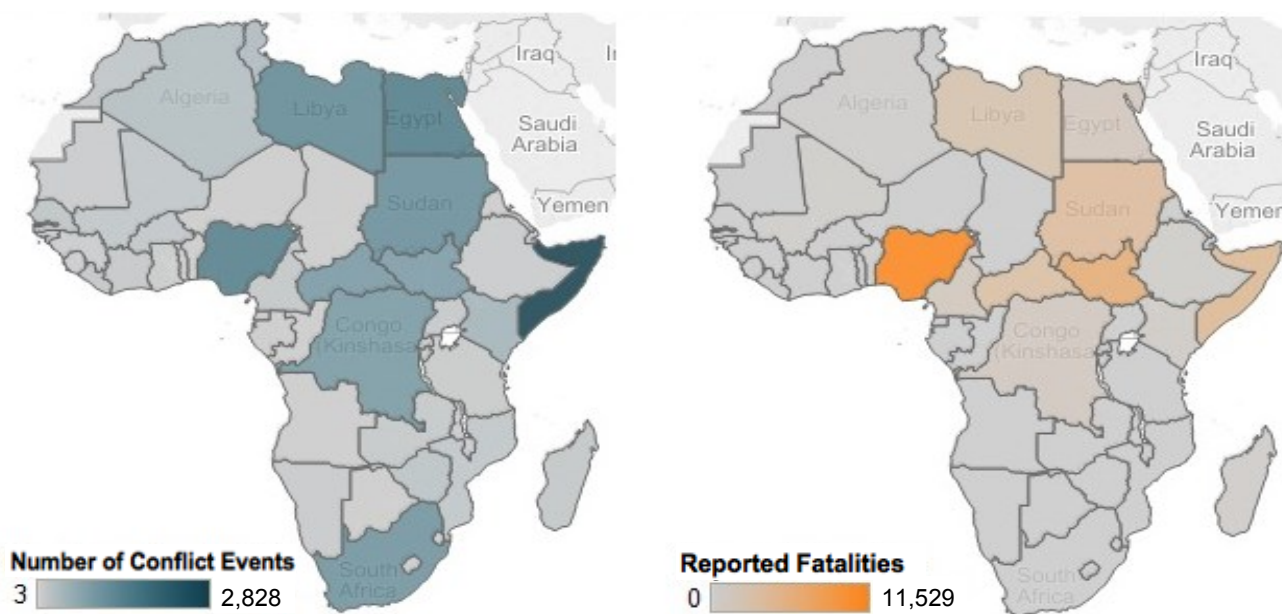 Iraq
I
Algeria
Libya
Egypt
Saudi
Arabia
Sudan
Yemen
Congo
(Kinshasa
South
Africa
Number of Conflict Events
3
2,828
Iraq
Algeria
Libya
Egypt
Saudi
Arabia
Sudan
Yemen
Congo
(Kinshasa)
South
Africa
Reported Fatalities
0
11,529